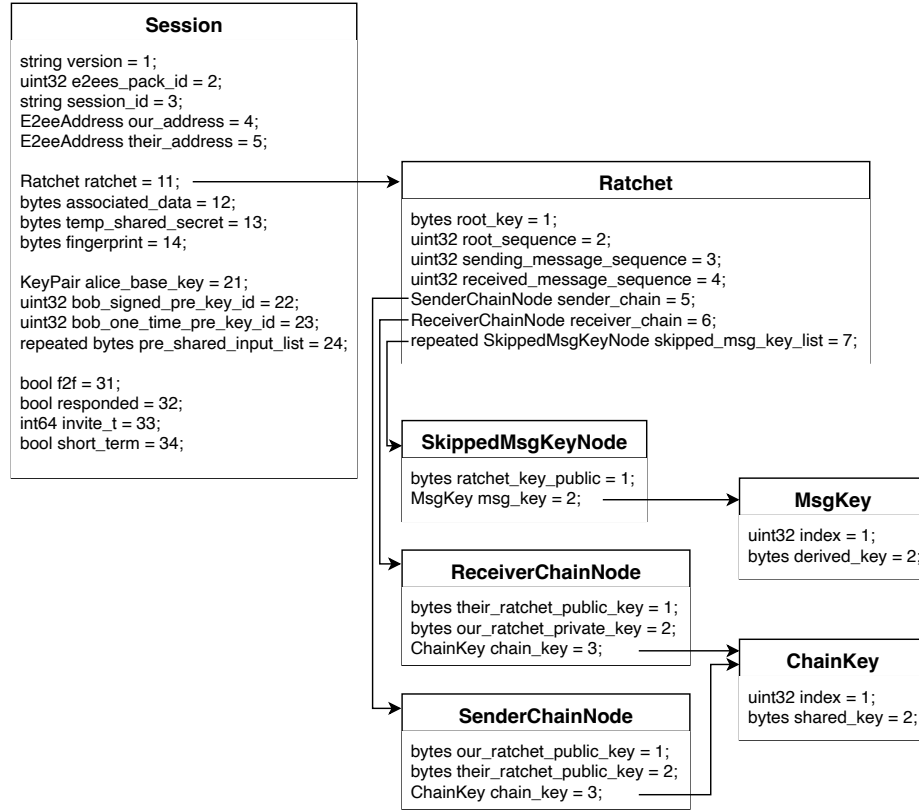 Session
string version = 1;
uint32 e2ees_pack_id = 2;
string session_id = 3;
E2eeAddress our_address = 4;
E2eeAddress their_address = 5;
Ratchet ratchet = 11;
bytes associated_data = 12;
bytes temp_shared_secret = 13;
bytes fingerprint = 14;
KeyPair alice_base_key = 21;
uint32 bob_signed_pre_key_id = 22;
uint32 bob_one_time_pre_key_id = 23;
repeated bytes pre_shared_input_list = 24;
bool f2f = 31;
bool responded = 32;
int64 invite_t = 33;
bool short_term = 34;
Ratchet
bytes root_key = 1;
uint32 root_sequence = 2;
uint32 sending_message_sequence = 3;
uint32 received_message_sequence = 4;
SenderChainNode sender_chain = 5;
ReceiverChainNode receiver_chain = 6;
repeated SkippedMsgKeyNode skipped_msg_key_list = 7;
SkippedMsgKeyNode
bytes ratchet_key_public = 1;
MsgKey msg_key = 2;
MsgKey
uint32 index = 1;
bytes derived_key = 2;
ReceiverChainNode
bytes their_ratchet_public_key = 1;
bytes our_ratchet_private_key = 2;
ChainKey chain_key = 3;
ChainKey
uint32 index = 1;
bytes shared_key = 2;
SenderChainNode
bytes our_ratchet_public_key = 1;
bytes their_ratchet_public_key = 2;
ChainKey chain_key = 3;